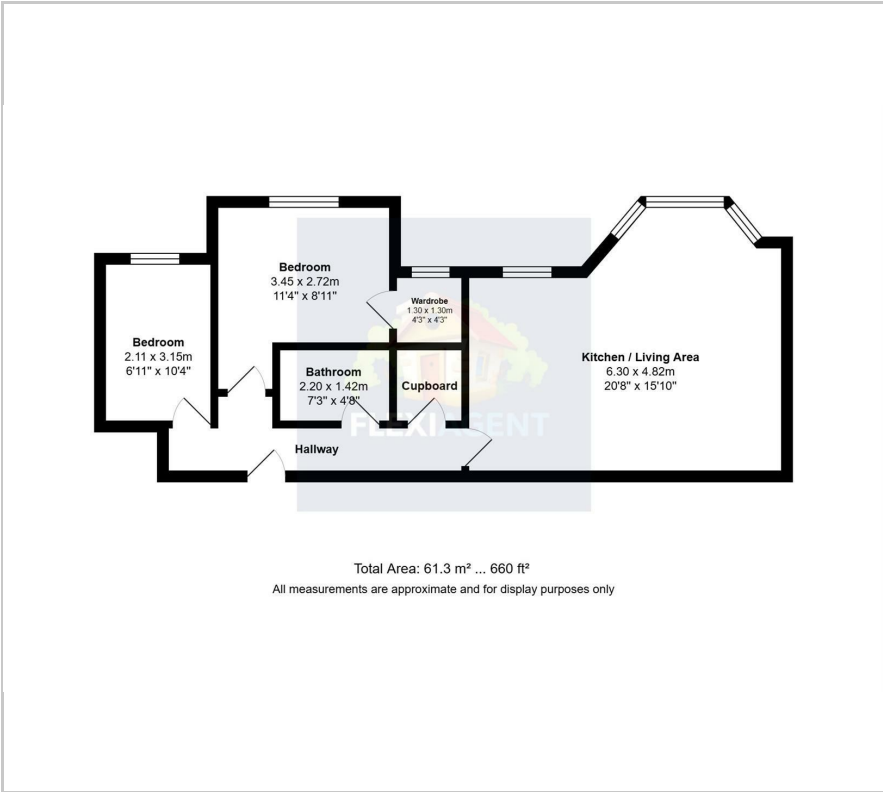 Bedroom
3.45 x 2.72m
11'4" x 8'11"
Wardrobe
1.30 x 1.30m
4'3" x 4'3"
Bedroom
2.11 x 3.15m
6'11" x 10'4"
Bathroom
2.20 x 1.42m
7'3" x 4'8"
Cupboard
Kitchen / Living Area
6.30 x 4.82m
20'8" x 15'10"
FLEXIAGENT
Hallway
Total Area: 61.3 m² ... 660 ft²
All measurements are approximate and for display purposes only